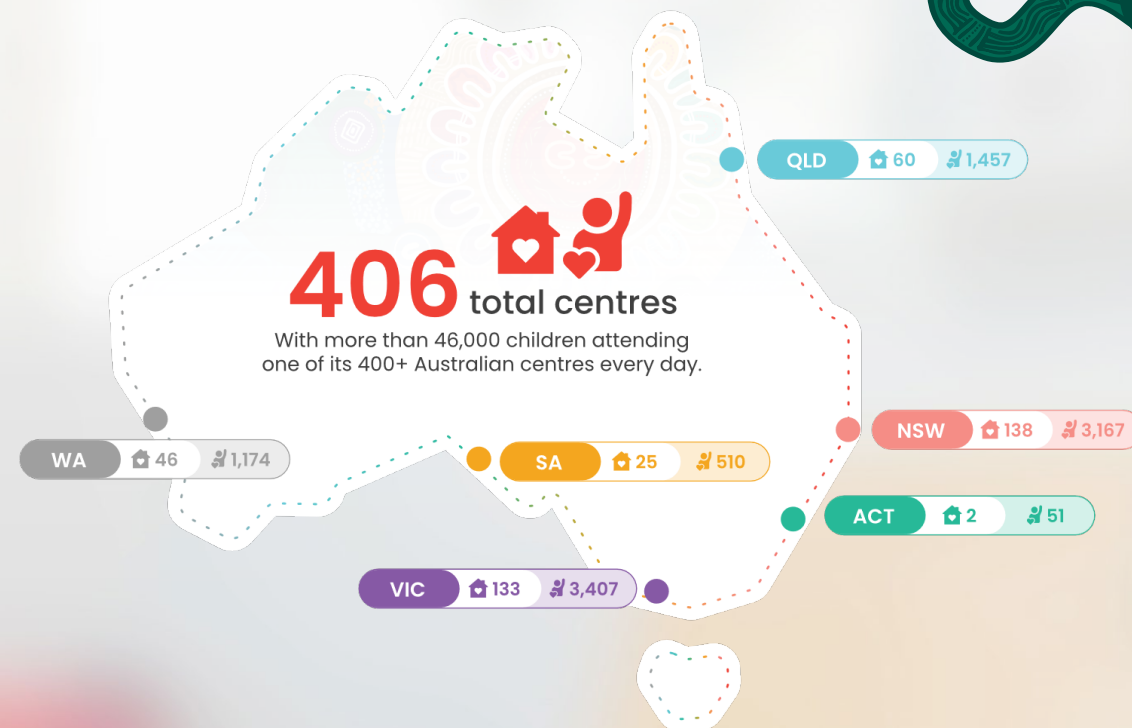 QLD 60 1,457
406 total centres
With more than 46,000 children attending
one of its 400+ Australian centres every day.
NSW 138 3,167
WA 46 1,174
SA 25 510
ACT 2 51
VIC 133 3,407